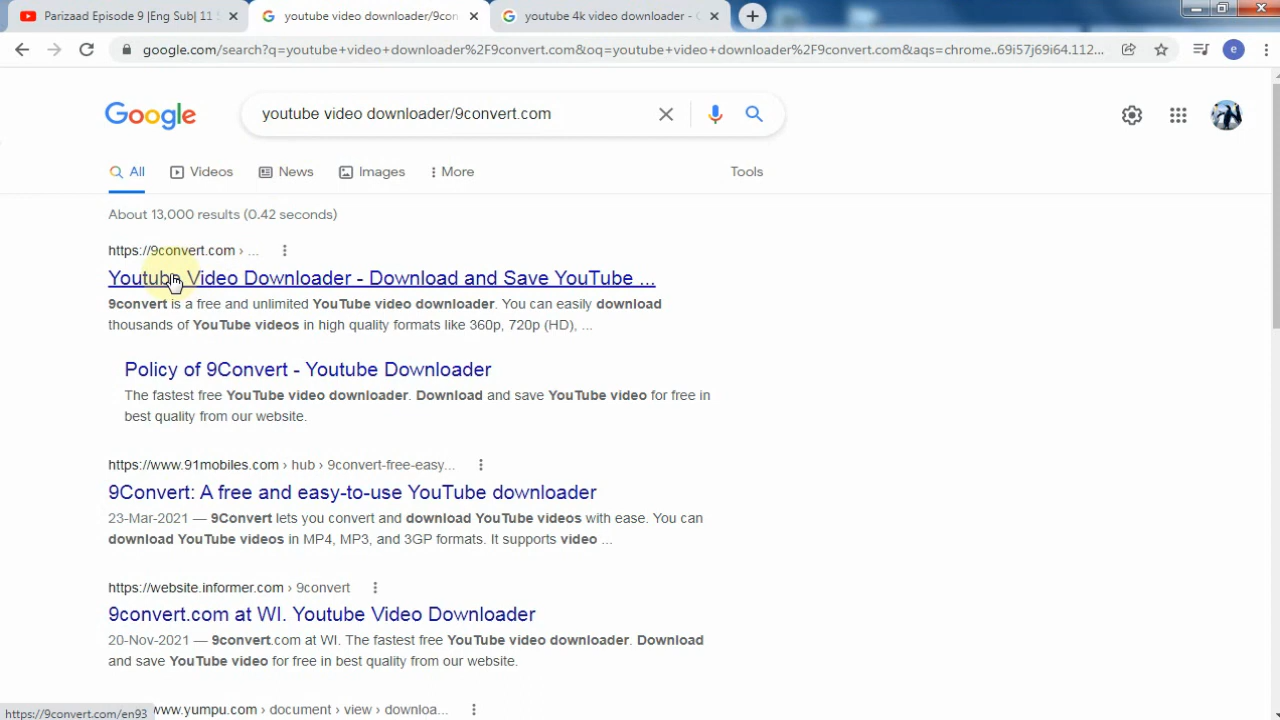 Parizaad Episode 9 |Eng Sub| 11 S
youtube video downloader/9con
youtube 4k video downloader -
google.com/search?q=youtube+video+downloader%2F9convert.com&oq=youtube+video+downloader%2F9convert.com&aqs=chrome..69i57j69i64.112...
e
Google
youtube video downloader/9convert.com
All Videos News Images More Tools
About 13,000 results (0.42 seconds)
https://9convert.com › ...
Youtube Video Downloader - Download and Save YouTube ...
9convert is a free and unlimited YouTube video downloader. You can easily download
thousands of YouTube videos in high quality formats like 360p, 720p (HD), ...
Policy of 9Convert - Youtube Downloader
The fastest free YouTube video downloader. Download and save YouTube video for free in
best quality from our website.
https://www.91mobiles.com › hub › 9convert-free-easy...
9Convert: A free and easy-to-use YouTube downloader
23-Mar-2021 — 9Convert lets you convert and download YouTube videos with ease. You can
download YouTube videos in MP4, MP3, and 3GP formats. It supports video ...
https://website.informer.com › 9convert
9convert.com at WI. Youtube Video Downloader
20-Nov-2021 — 9convert.com at WI. The fastest free YouTube video downloader. Download
and save YouTube video for free in best quality from our website.
www.yumpu.com › document › view › downloa...
https://9convert.com/en93